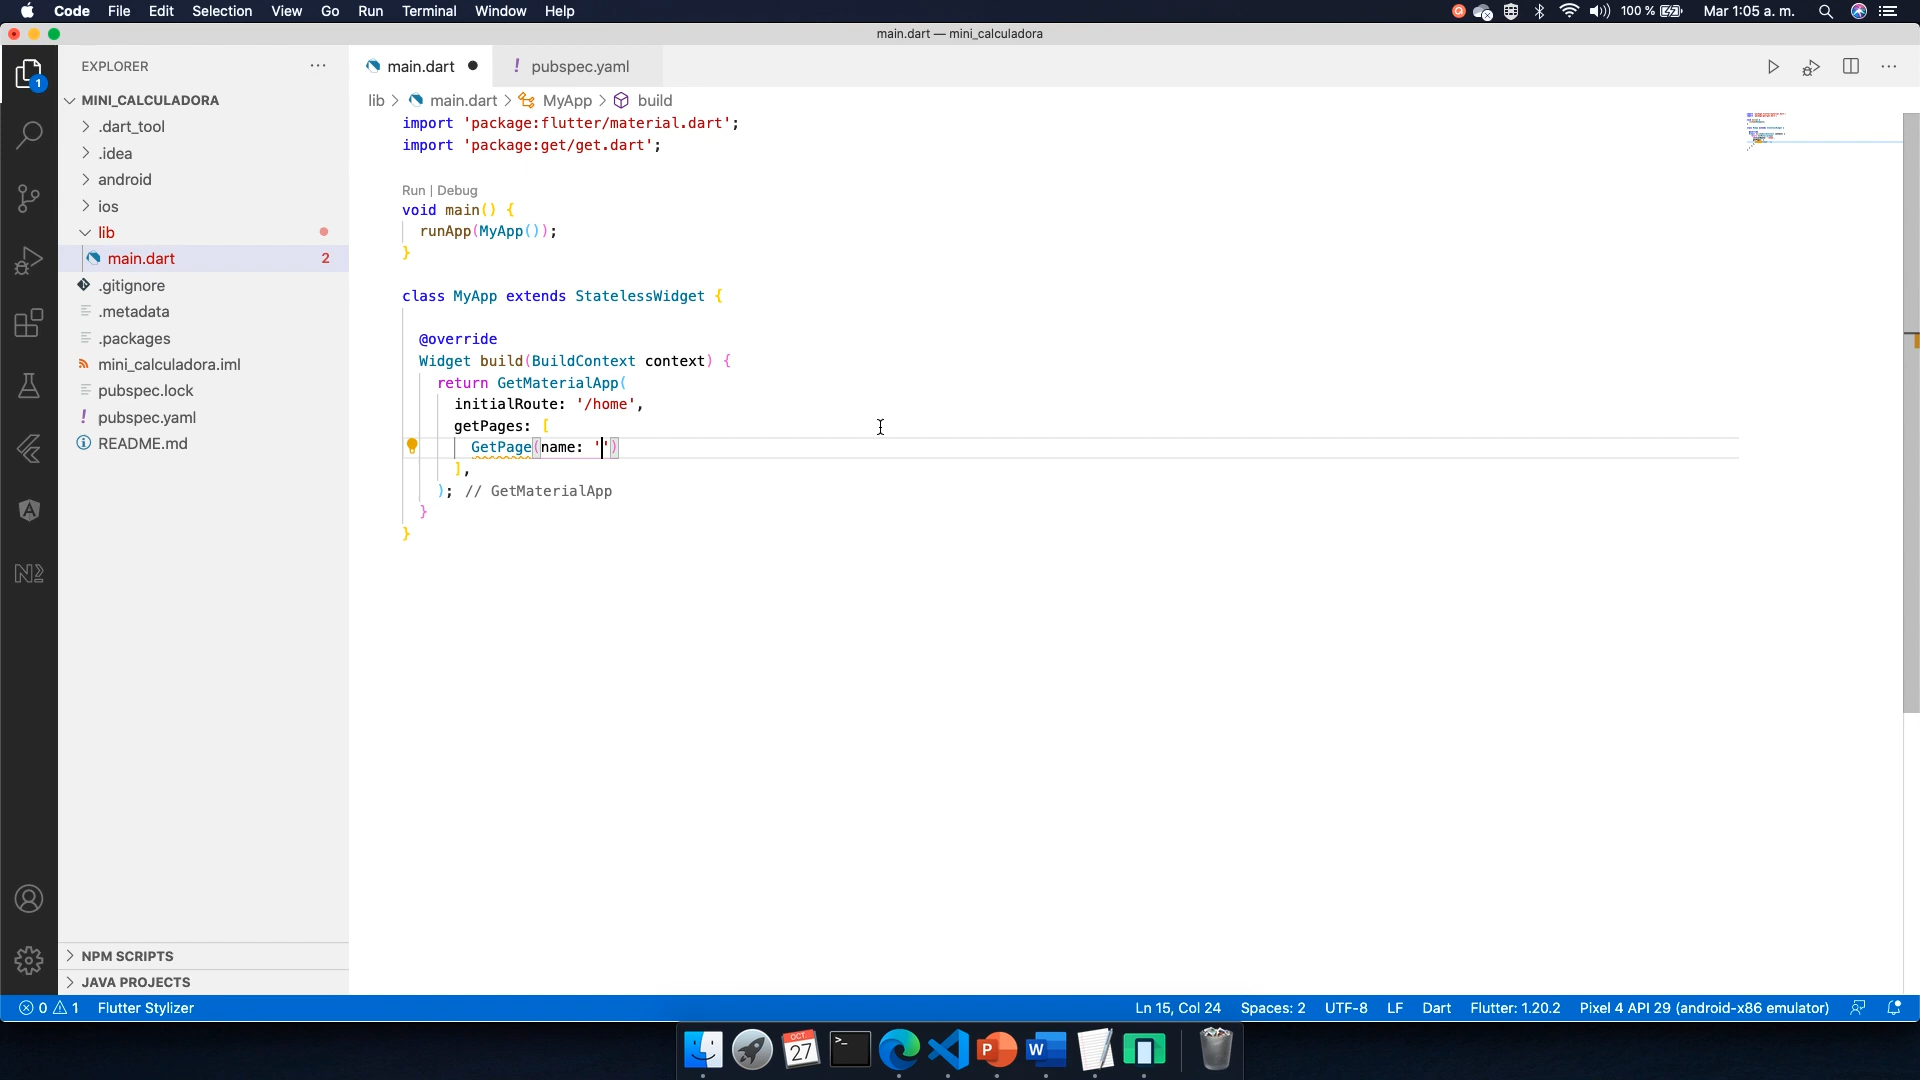 Code File Edit Selection View Go Run Terminal Window Help 100 % Mar 1:05 a. m.
main.dart — mini_calculadora
EXPLORER
main.dart
pubspec.yaml
1
MINI_CALCULADORA
.dart_tool
.idea
android
ios
lib
main.dart 2
.gitignore
.metadata
.packages
mini_calculadora.iml
pubspec.lock
pubspec.yaml
README.md
NPM SCRIPTS
JAVA PROJECTS
lib > main.dart > MyApp > build
import 'package:flutter/material.dart';
import 'package:get/get.dart';
Run | Debug
void main() {
runApp(MyApp());
}
class MyApp extends StatelessWidget {
@override
Widget build(BuildContext context) {
return GetMaterialApp(
initialRoute: '/home',
getPages: [
GetPage(name: '')
],
); // GetMaterialApp
}
}
0 1 Flutter Stylizer Ln 15, Col 24 Spaces: 2 UTF-8 LF Dart Flutter: 1.20.2 Pixel 4 API 29 (android-x86 emulator)
OCT
27
P
W